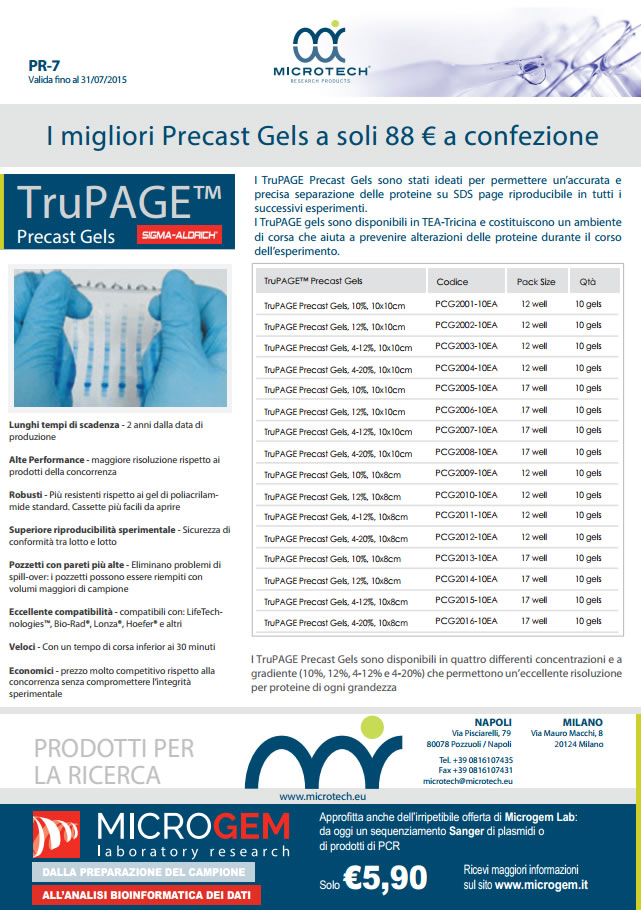 PR-7
Valida fino al 31/07/2015
MICROTECH®
RESEARCH PRODUCTS
I migliori Precast Gels a soli 88 € a confezione
TruPAGE™
Precast Gels
SIGMA-ALDRICH®
I TruPAGE Precast Gels sono stati ideati per permettere un'accurata e
precisa separazione delle proteine su SDS page riproducibile in tutti i
successivi esperimenti.
I TruPAGE gels sono disponibili in TEA-Tricina e costituiscono un ambiente
di corsa che aiuta a prevenire alterazioni delle proteine durante il corso
dell'esperimento.
TruPAGE™ Precast Gels Codice Pack Size Qtà
TruPAGE Precast Gels, 10%, 10x10cm PCG2001-10EA 12 well 10 gels
TruPAGE Precast Gels, 12%, 10x10cm PCG2002-10EA 12 well 10 gels
TruPAGE Precast Gels, 4-12%, 10x10cm PCG2003-10EA 12 well 10 gels
TruPAGE Precast Gels, 4-20%, 10x10cm PCG2004-10EA 12 well 10 gels
TruPAGE Precast Gels, 10%, 10x10cm PCG2005-10EA 17 well 10 gels
TruPAGE Precast Gels, 12%, 10x10cm PCG2006-10EA 17 well 10 gels
TruPAGE Precast Gels, 4-12%, 10x10cm PCG2007-10EA 17 well 10 gels
TruPAGE Precast Gels, 4-20%, 10x10cm PCG2008-10EA 17 well 10 gels
TruPAGE Precast Gels, 10%, 10x8cm PCG2009-10EA 12 well 10 gels
TruPAGE Precast Gels, 12%, 10x8cm PCG2010-10EA 12 well 10 gels
TruPAGE Precast Gels, 4-12%, 10x8cm PCG2011-10EA 12 well 10 gels
TruPAGE Precast Gels, 4-20%, 10x8cm PCG2012-10EA 12 well 10 gels
TruPAGE Precast Gels, 10%, 10x8cm PCG2013-10EA 17 well 10 gels
TruPAGE Precast Gels, 12%, 10x8cm PCG2014-10EA 17 well 10 gels
TruPAGE Precast Gels, 4-12%, 10x8cm PCG2015-10EA 17 well 10 gels
TruPAGE Precast Gels, 4-20%, 10x8cm PCG2016-10EA 17 well 10 gels
Lunghi tempi di scadenza - 2 anni dalla data di
produzione
Alte Performance - maggiore risoluzione rispetto ai
prodotti della concorrenza
Robusti - Più resistenti rispetto ai gel di poliacrilam-
mide standard. Cassette più facili da aprire
Superiore riproducibilità sperimentale - Sicurezza di
conformità tra lotto e lotto
Pozzetti con pareti più alte - Eliminano problemi di
spill-over: i pozzetti possono essere riempiti con
volumi maggiori di campione
Eccellente compatibilità - compatibili con: LifeTech-
nologies™, Bio-Rad®, Lonza®, Hoefer® e altri
Veloci - Con un tempo di corsa inferior ai 30 minuti
Economici - prezzo molto competitivo rispetto alla
concorrenza senza compromettere l'integrità
sperimentale
I TruPAGE Precast Gels sono disponibili in quattro differenti concentrazioni e a
gradiente (10%, 12%, 4-12% e 4-20%) che permettono un'eccellente risoluzione
per proteine di ogni grandezza
PRODOTTI PER
LA RICERCA
www.microtech.eu
NAPOLI
Via Pisciarelli, 79
80078 Pozzuoli / Napoli
Tel. +39 0816107435
Fax +39 0816107431
microtech@microtech.eu
MILANO
Via Mauro Macchi, 8
20124 Milano
MICROGEM
laboratory research
DALLA PREPARAZIONE DEL CAMPIONE
ALL'ANALISI BIOINFORMATICA DEI DATI
Approfitta anche dell'irripetibile offerta di Microgem Lab:
da oggi un sequenziamento Sanger di plasmidi o
di prodotti di PCR
Solo €5,90
Ricevi maggiori informazioni
sul sito www.microgem.it